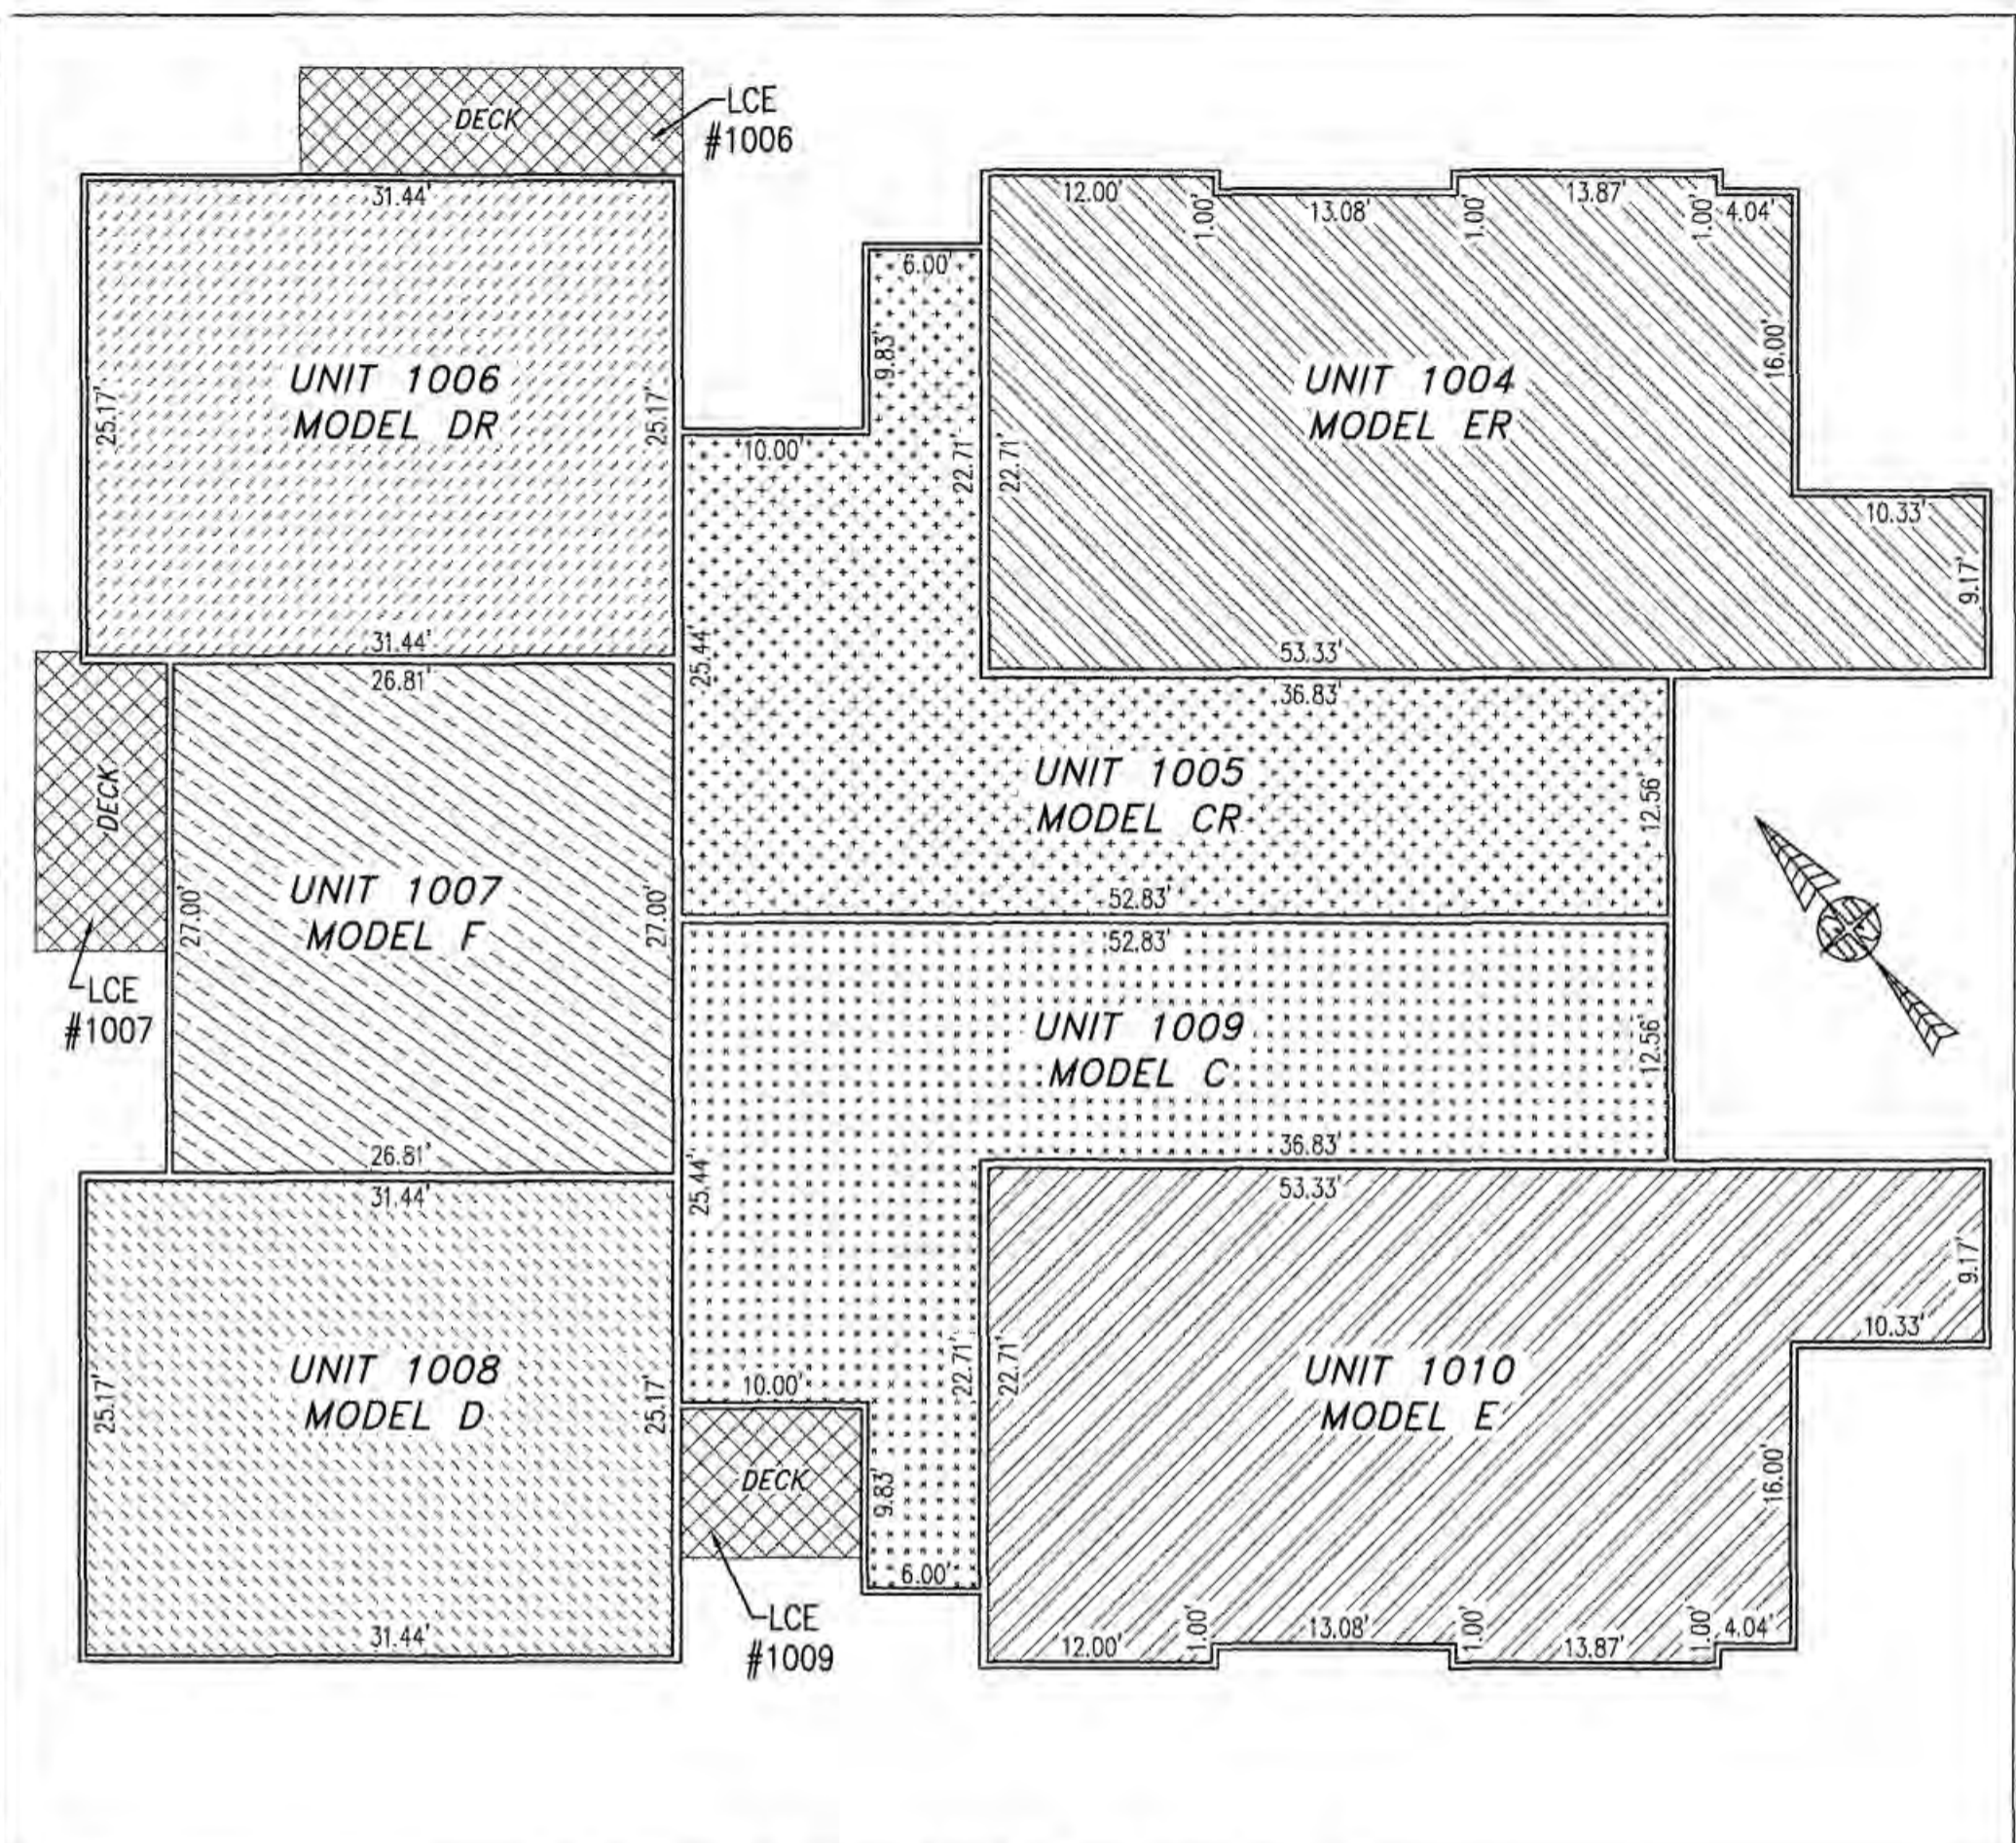 DECK
LCE
#1006
31.44'
25.17'
UNIT 1006
MODEL DR
25.17'
31.44'
6.00'
9.83'
10.00'
22.71'
25.44'
36.83'
UNIT 1005
MODEL CR
12.56'
52.83'
12.00'
1.00'
13.08'
1.00'
13.87'
1.00'
4.04'
22.71'
UNIT 1004
MODEL ER
16.00'
10.33'
9.17'
53.33'
26.81'
DECK
LCE
#1007
27.00'
UNIT 1007
MODEL F
27.00'
26.81'
52.83'
UNIT 1009
MODEL C
12.56'
36.83'
25.44'
10.00'
22.71'
9.83'
6.00'
DECK
LCE
#1009
31.44'
25.17'
UNIT 1008
MODEL D
25.17'
31.44'
53.33'
9.17'
10.33'
22.71'
UNIT 1010
MODEL E
16.00'
12.00'
1.00'
13.08'
1.00'
13.87'
1.00'
4.04'